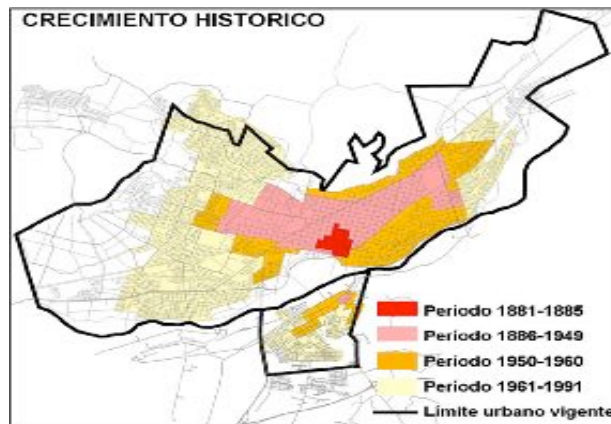 CRECIMIENTO HISTORICO
Periodo 1881-1885
Periodo 1886-1949
Periodo 1950-1960
Periodo 1961-1991
Limite urbano vigente